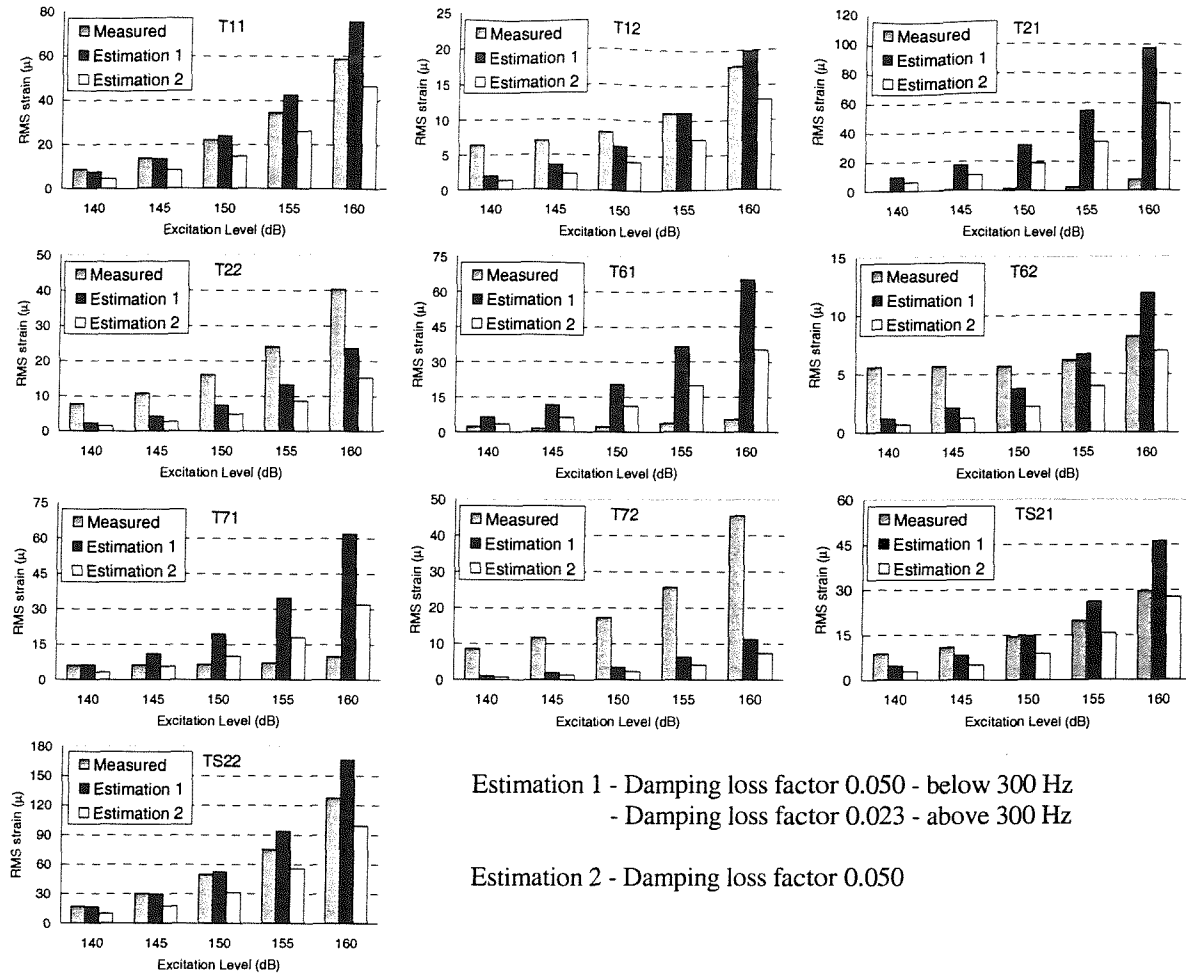 T11
Measured
Estimation 1
Estimation 2
RMS strain (μ)
80
60
40
20
0
140 145 150 155 160
Excitation Level (dB)
T12
Measured
Estimation 1
Estimation 2
RMS strain (μ)
25
20
15
10
5
0
140 145 150 155 160
Excitation Level (dB)
T21
Measured
Estimation 1
Estimation 2
RMS strain (μ)
120
100
80
60
40
20
0
140 145 150 155 160
Excitation Level (dB)
T22
Measured
Estimation 1
Estimation 2
RMS strain (μ)
50
40
30
20
10
0
140 145 150 155 160
Excitation Level (dB)
T61
Measured
Estimation 1
Estimation 2
RMS strain (μ)
75
60
45
30
15
0
140 145 150 155 160
Excitation Level (dB)
T62
Measured
Estimation 1
Estimation 2
RMS strain (μ)
15
10
5
0
140 145 150 155 160
Excitation Level (dB)
T71
Measured
Estimation 1
Estimation 2
RMS strain (μ)
75
60
45
30
15
0
140 145 150 155 160
Excitation Level (dB)
T72
Measured
Estimation 1
Estimation 2
RMS strain (μ)
50
40
30
20
10
0
140 145 150 155 160
Excitation Level (dB)
TS21
Measured
Estimation 1
Estimation 2
RMS strain (μ)
60
45
30
15
0
140 145 150 155 160
Excitation Level (dB)
TS22
Measured
Estimation 1
Estimation 2
RMS strain (μ)
180
150
120
90
60
30
0
140 145 150 155 160
Excitation Level (dB)
Estimation 1 - Damping loss factor 0.050 - below 300 Hz
- Damping loss factor 0.023 - above 300 Hz
Estimation 2 - Damping loss factor 0.050